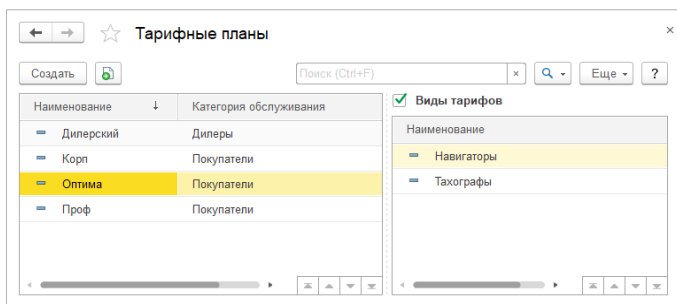 Тарифные планы
Создать
Поиск (Ctrl+F)
Еще
?
Наименование ↓ Категория обслуживания
Дилерский Дилеры
Корп Покупатели
Оптима Покупатели
Проф Покупатели
Виды тарифов
Наименование
Навигаторы
Тахографы